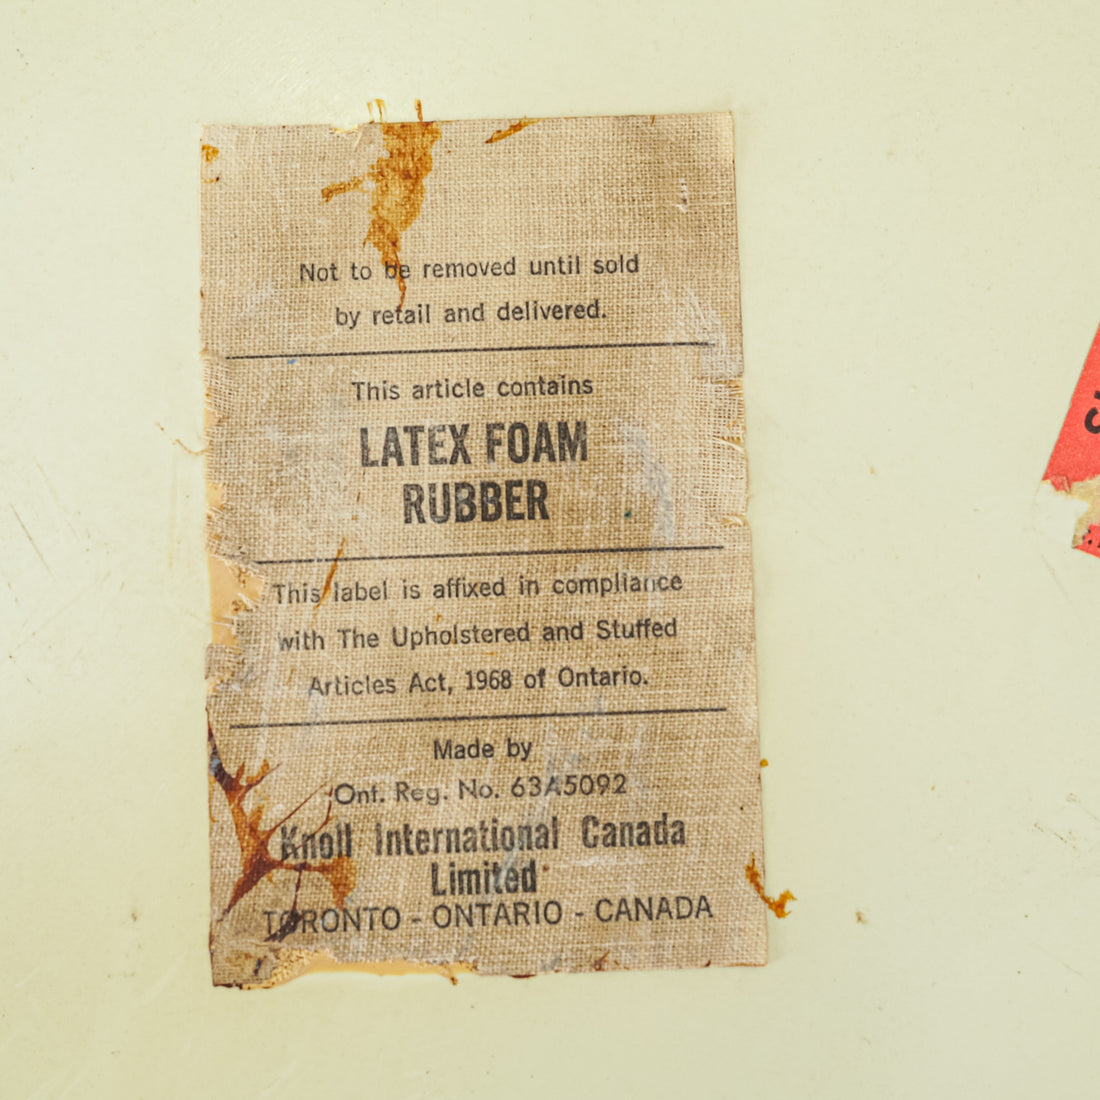 Not to be removed until sold
by retail and delivered.
This article contains
LATEX FOAM
RUBBER
This label is affixed in compliance
with The Upholstered and Stuffed
Articles Act, 1968 of Ontario.
Made by
Ont. Reg. No. 63A5092
Knoll International Canada
Limited
TORONTO - ONTARIO - CANADA